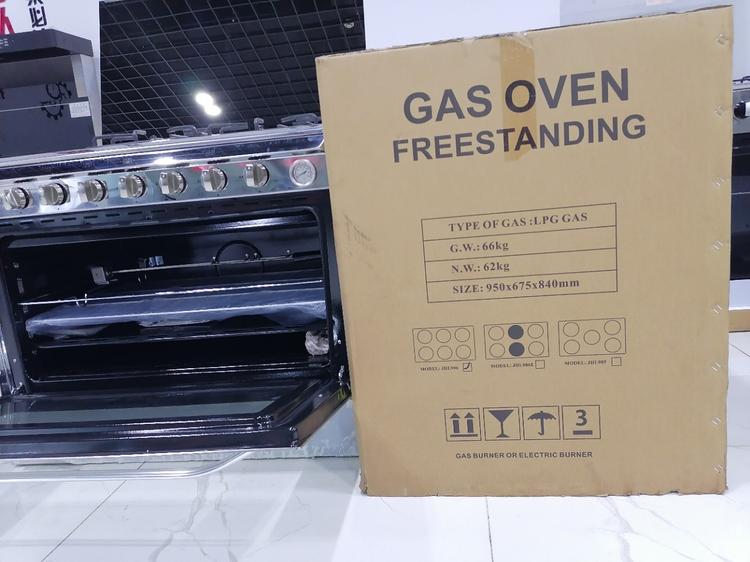 GAS OVEN
FREESTANDING
TYPE OF GAS :LPG GAS
G.W.: 66kg
N.W.: 62kg
SIZE: 950x675x840mm
3
GAS BURNER OR ELECTRIC BURNER